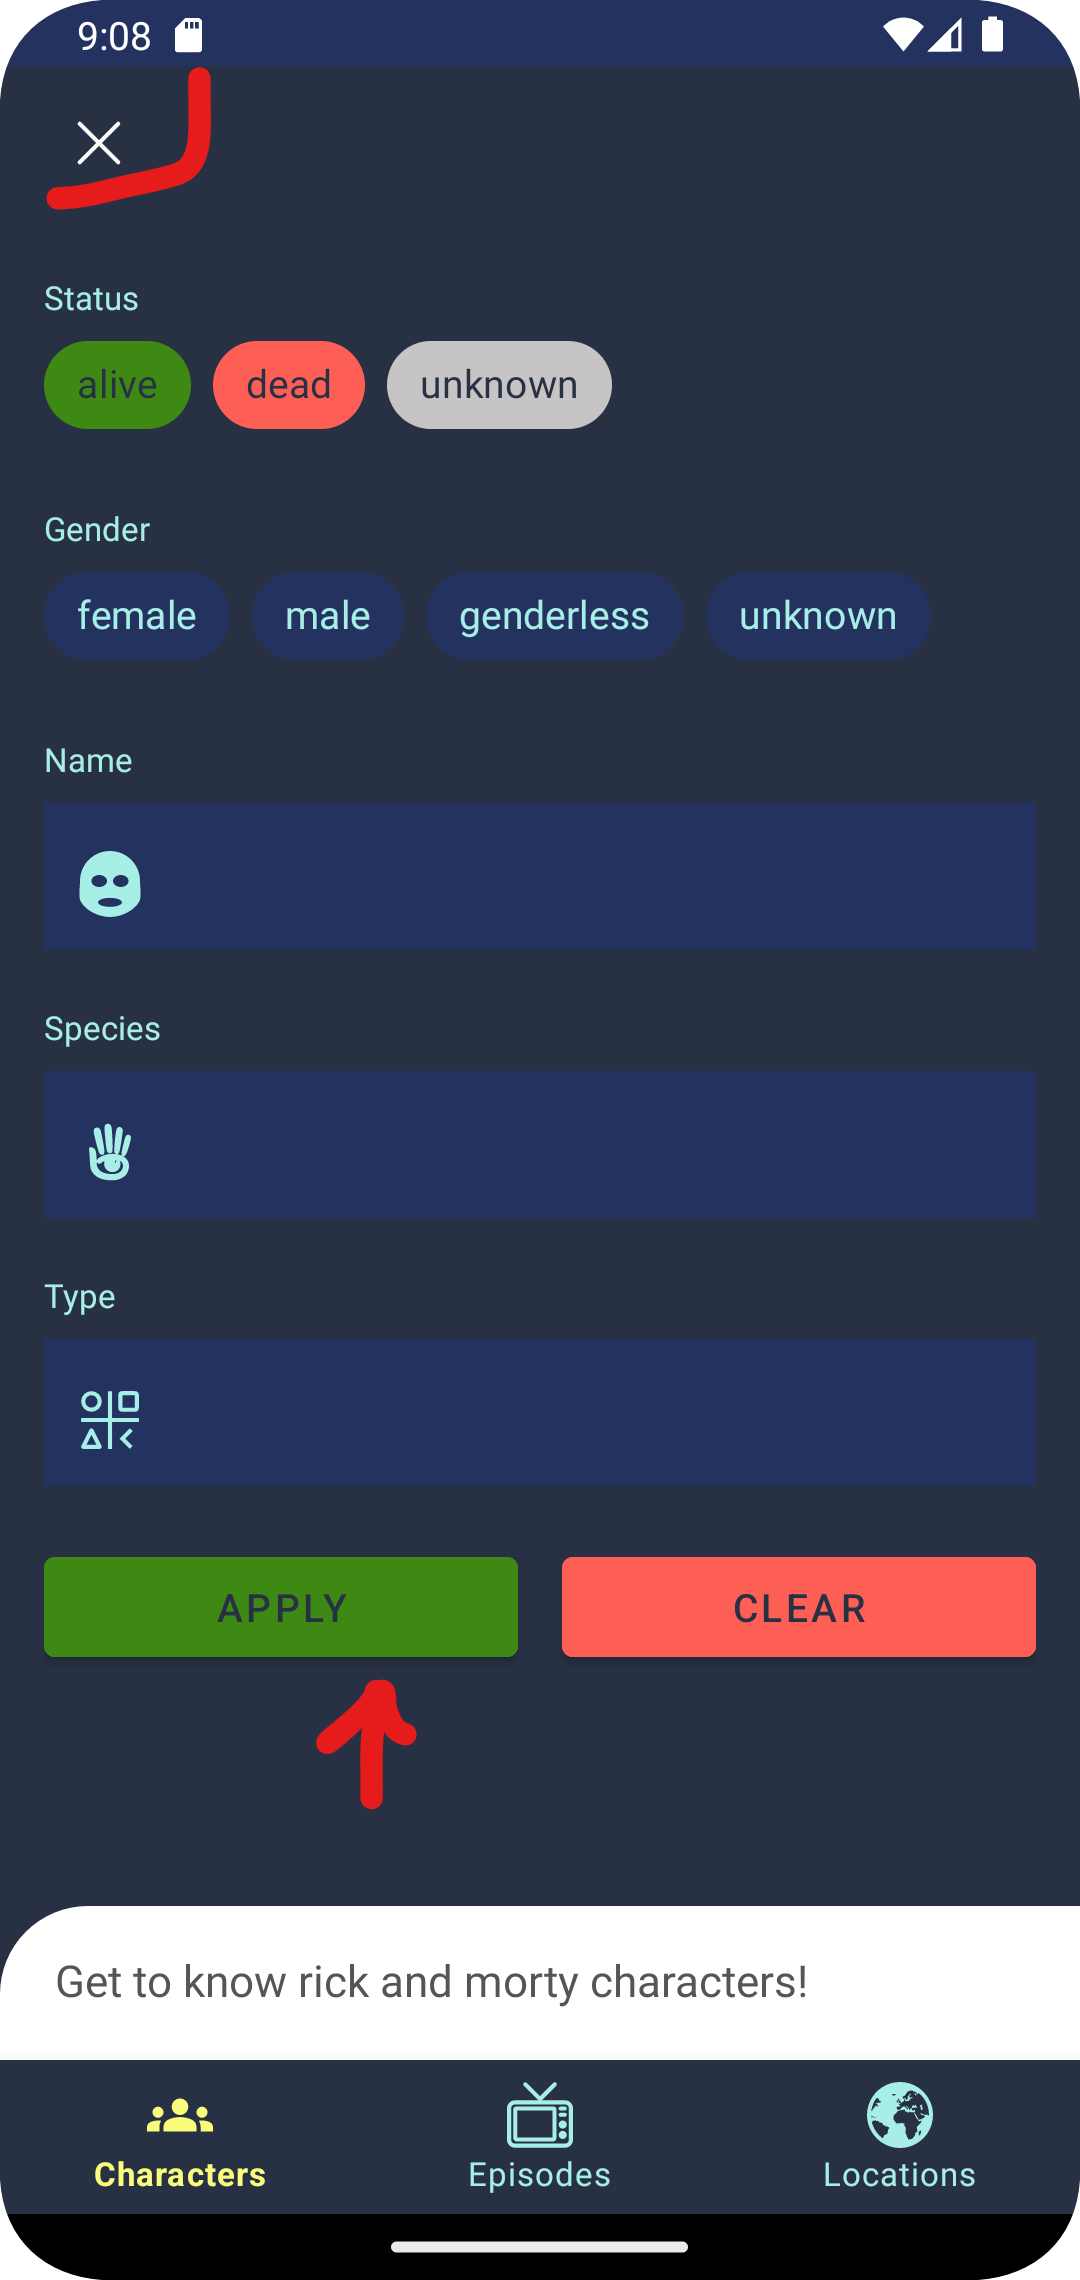 9:08
Status
alive dead unknown
Gender
female male genderless unknown
Name
Species
Type
APPLY CLEAR
Get to know rick and morty characters!
Characters Episodes Locations